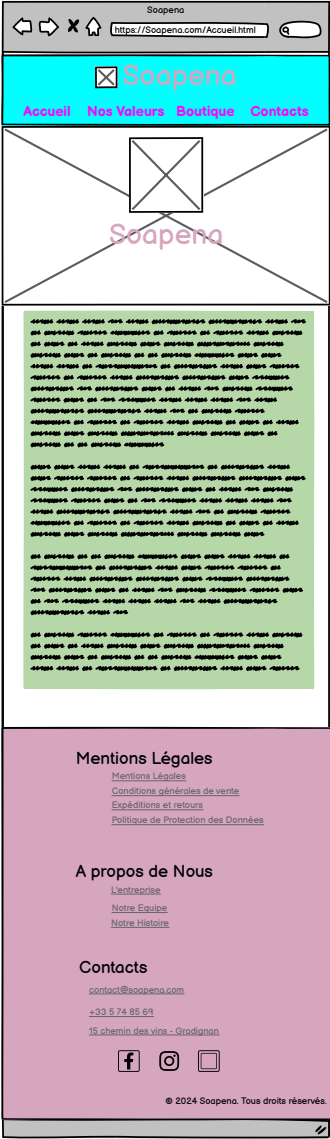 Soapena
https://Soapena.com/Accueil.html
Soapena
Accueil Nos Valeurs Boutique Contacts
Soapena
Mentions Légales
Mentions Légales
Conditions générales de vente
Expéditions et retours
Politique de Protection des Données
A propos de Nous
L'entreprise
Notre Equipe
Notre Histoire
Contacts
contact@soapena.com
+33 5 74 85 69
15 chemin des vins - Gradignan
© 2024 Soapena. Tous droits réservés.